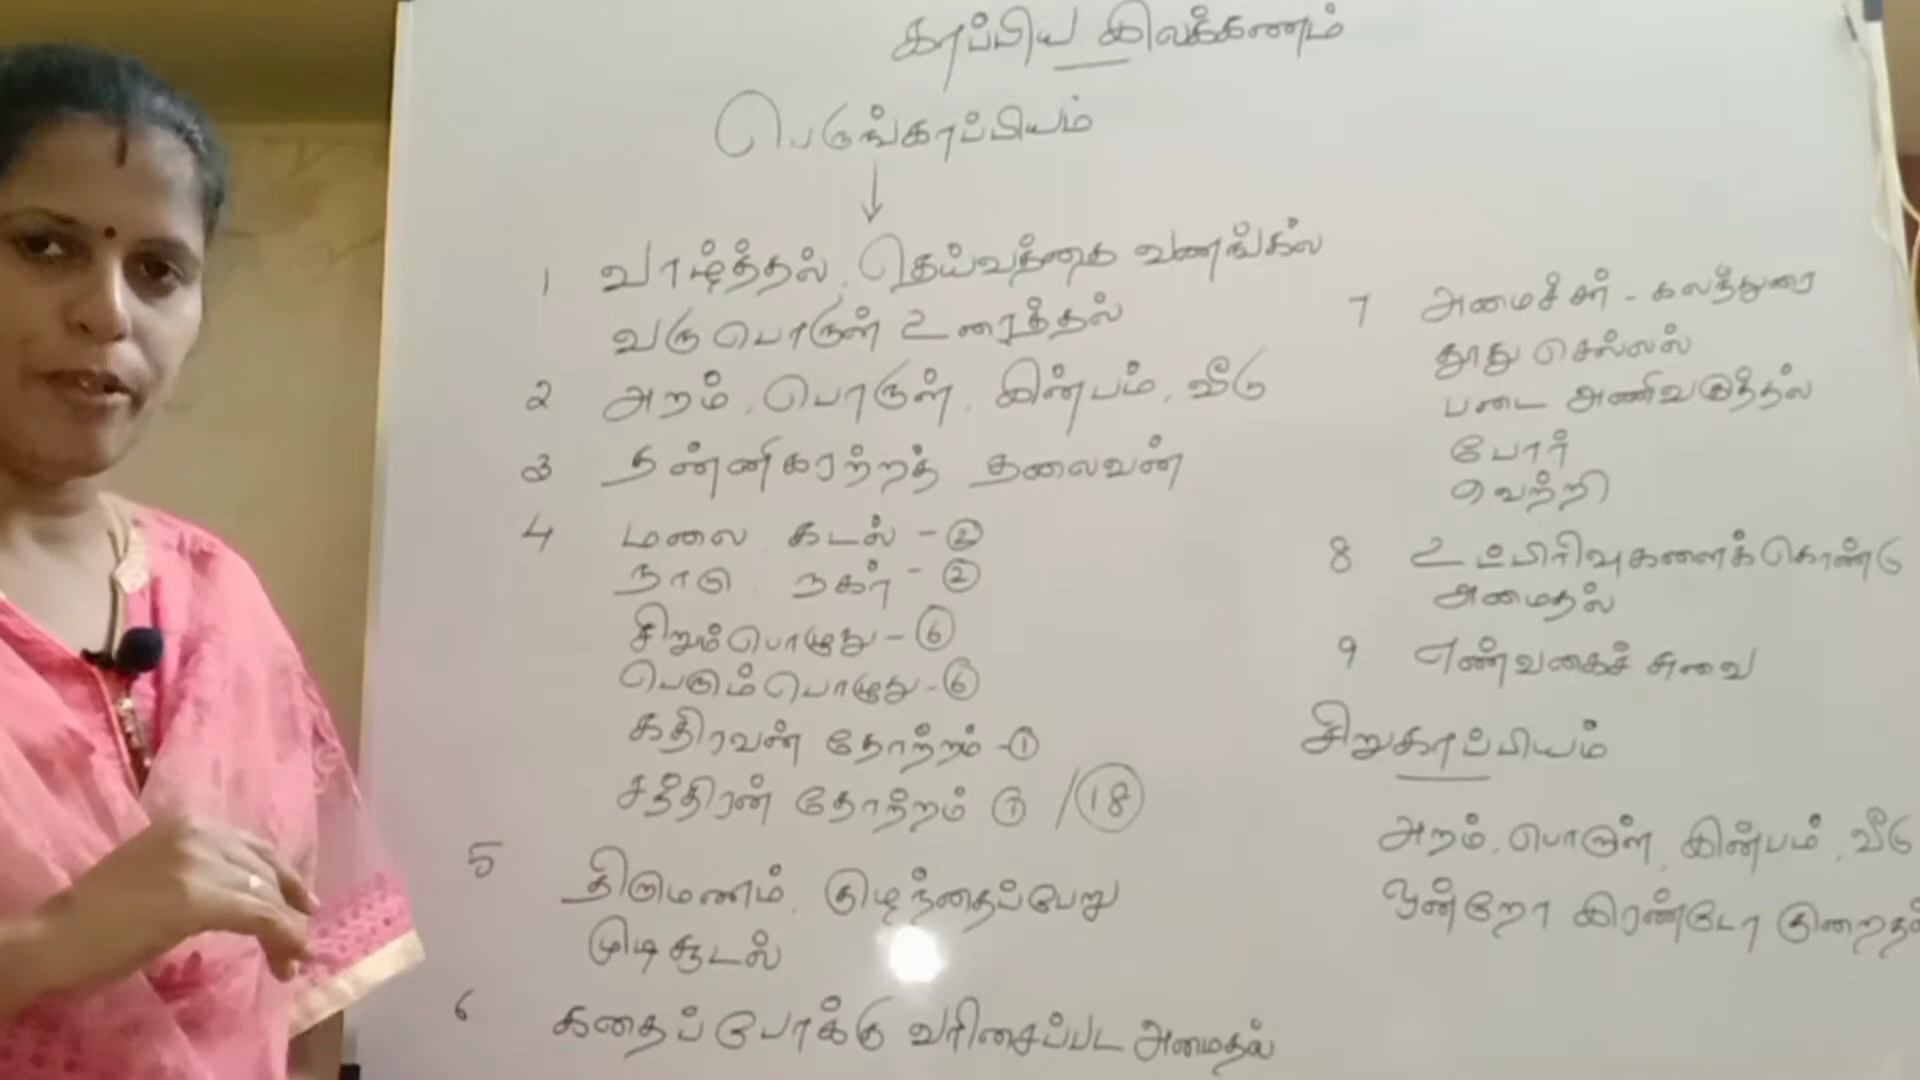 காப்பிய இலக்கணம்
பெருங்காப்பியம்
↓
1 வாழ்த்தல், தெய்வத்தை வணங்கல்
வருபொருள் உரைத்தல்
2 அறம், பொருள், இன்பம், வீடு
3 தன்னிகரற்றத் தலைவன்
4 மலை கடல் - ②
நாடு நகர் - ②
சிறும்பொழுது - ⑥
பெரும்பொழுது - ⑥
கதிரவன் தோற்றம் - ①
சந்திரன் தோற்றம் ① / ⑱
5 திருமணம், குழந்தைப்பேறு
முடி சூடல்
6 கதைப்போக்கு வரிசைப்பட அமைதல்
7 அமைச்சர் - கலந்துரை
தூது செல்லல்
படை அணிவகுத்தல்
போர்
வெற்றி
8 உட்பிரிவுகளைக்கொண்டு
அமைதல்
9 எண்வகைச் சுவை
சிறுகாப்பியம்
அறம், பொருள், இன்பம், வீடு
ஒன்றோ இரண்டோ குறைதல்